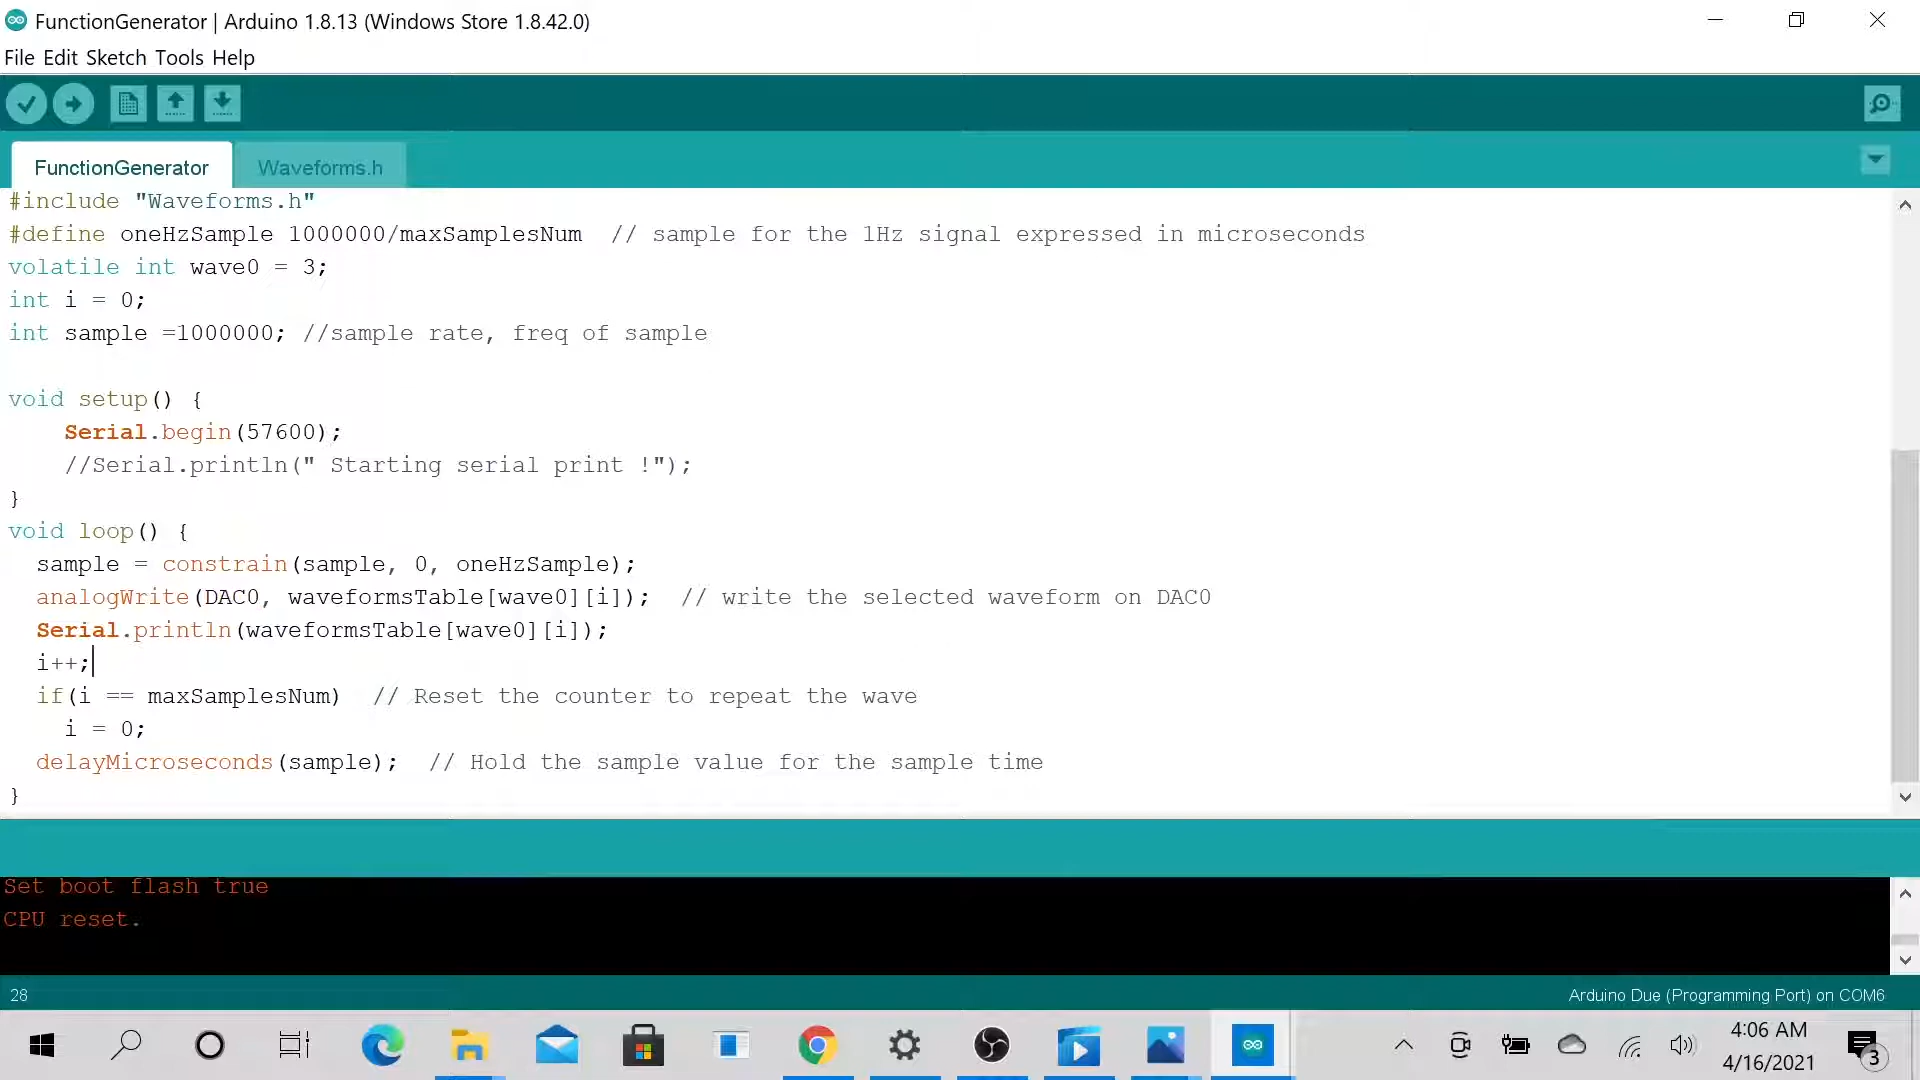 FunctionGenerator | Arduino 1.8.13 (Windows Store 1.8.42.0)
File Edit Sketch Tools Help
FunctionGenerator
Waveforms.h
#include "Waveforms.h"
#define oneHzSample 1000000/maxSamplesNum  // sample for the 1Hz signal expressed in microseconds
volatile int wave0 = 3;
int i = 0;
int sample =1000000; //sample rate, freq of sample
void setup() {
    Serial.begin(57600);
    //Serial.println(" Starting serial print !");
}
void loop() {
  sample = constrain(sample, 0, oneHzSample);
  analogWrite(DAC0, waveformsTable[wave0][i]);  // write the selected waveform on DAC0
  Serial.println(waveformsTable[wave0][i]);
  i++;
  if(i == maxSamplesNum)  // Reset the counter to repeat the wave
    i = 0;
  delayMicroseconds(sample);  // Hold the sample value for the sample time
}
Set boot flash true
CPU reset.
28
Arduino Due (Programming Port) on COM6
4:06 AM
4/16/2021
3